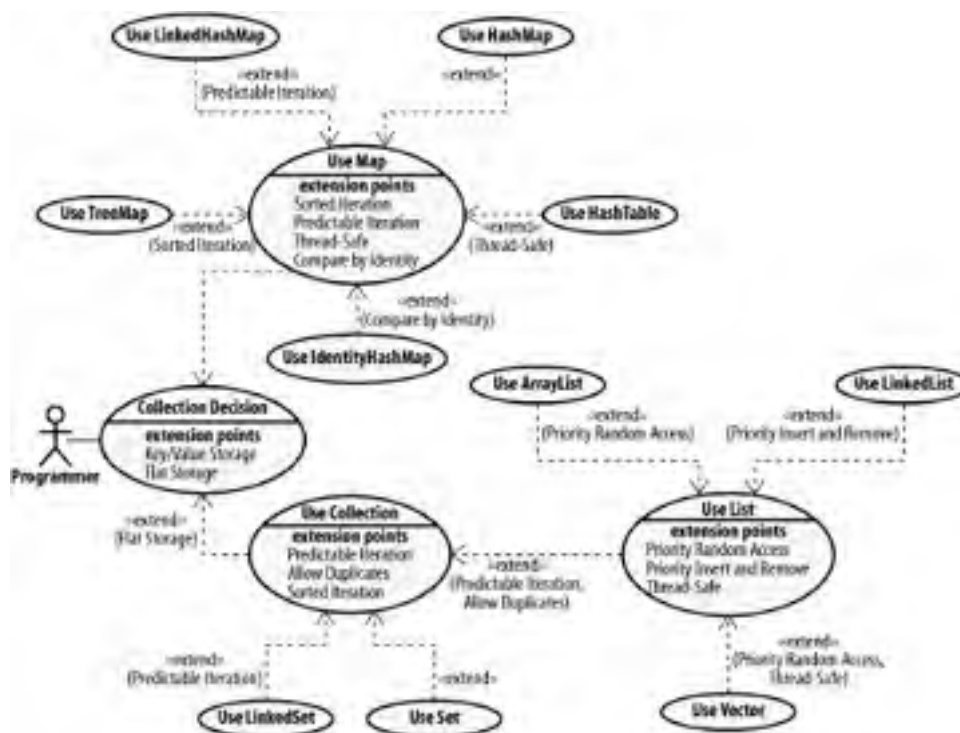 Use LinkedHashMap
Use HashMap
«extend»
(Predictable Iteration)
«extend»
Use Map
extension points
Sorted Iteration
Predictable Iteration
Thread-Safe
Compare by Identity
Use TreeMap
«extend»
(Sorted Iteration)
Use HashTable
«extend»
(Thread-Safe)
«extend»
(Compare by Identity)
Use IdentityHashMap
Use ArrayList
Use LinkedList
Collection Decision
extension points
Key/Value Storage
Flat Storage
Programmer
«extend»
(Priority Random Access)
«extend»
(Priority Insert and Remove)
«extend»
(Flat Storage)
Use Collection
extension points
Predictable Iteration
Allow Duplicates
Sorted Iteration
Use List
extension points
Priority Random Access
Priority Insert and Remove
Thread-Safe
«extend»
(Predictable Iteration,
Allow Duplicates)
«extend»
(Predictable Iteration)
«extend»
«extend»
(Priority Random Access,
Thread-Safe)
Use LinkedSet
Use Set
Use Vector